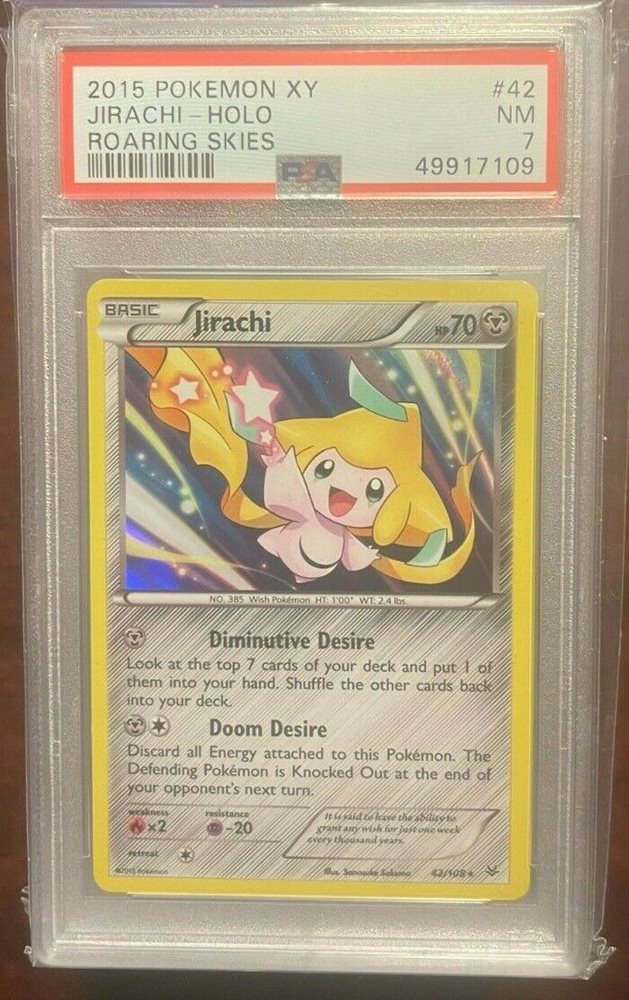 2015 POKEMON XY #42
JIRACHI - HOLO NM
ROARING SKIES 7
PSA 49917109
BASIC Jirachi HP70
NO. 385 Wish Pokémon HT: 1'00" WT: 2.4 lbs.
Diminutive Desire
Look at the top 7 cards of your deck and put 1 of
them into your hand. Shuffle the other cards back
into your deck.
Doom Desire
Discard all Energy attached to this Pokémon. The
Defending Pokémon is Knocked Out at the end of
your opponent's next turn.
weakness resistance
×2 -20
It is said to have the ability to
grant any wish for just one week
every thousand years.
retreat
©2015 Pokémon Illus. Sanosuke Sakuma 42/108★